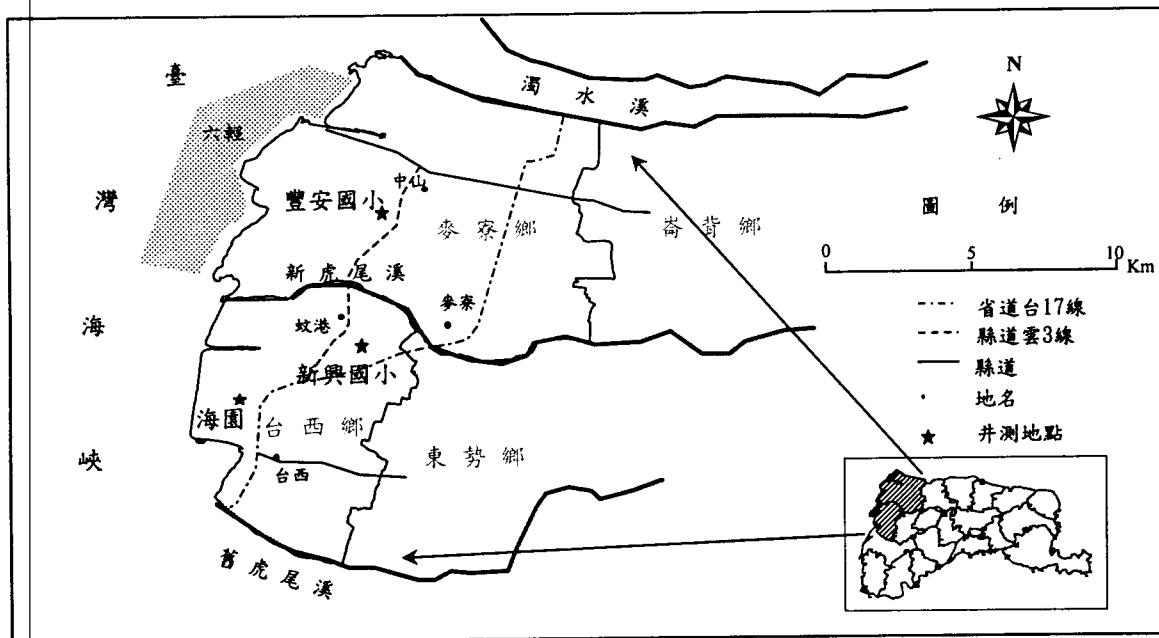 臺灣海峽
濁水溪
N
六輕
中仙
豐安國小
麥寮鄉
崙背鄉
圖例
0 5 10 Km
新虎尾溪
麥寮
蚊港
新興國小
海園
台西鄉
台西
東勢鄉
舊虎尾溪
省道台17線
縣道雲3線
縣道
地名
井測地點